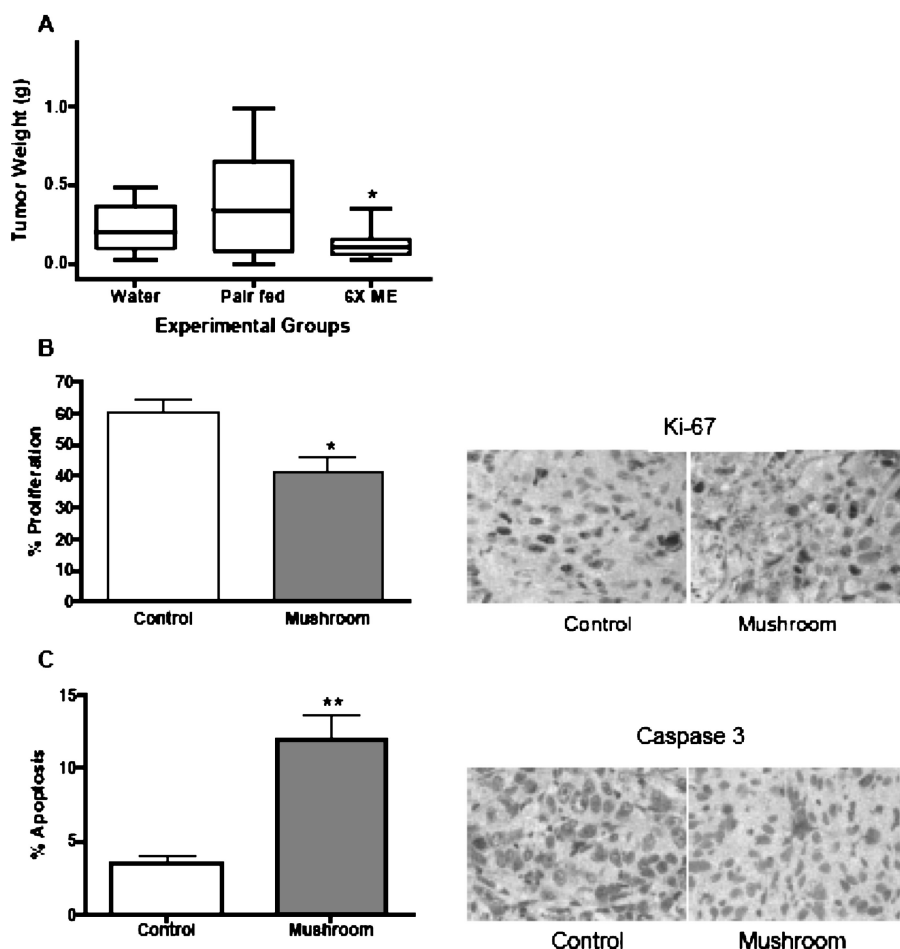 A
Tumor Weight (g)
1.0
0.5
0.0
Water Pair fed 6X ME
*
Experimental Groups
B
% Proliferation
70
60
50
40
30
20
10
0
*
Control Mushroom
Ki-67
Control Mushroom
C
% Apoptosis
15
10
5
0
**
Control Mushroom
Caspase 3
Control Mushroom